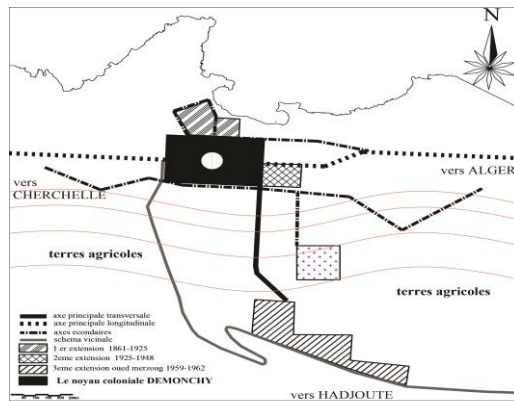 N
vers
CHERCHELLE
vers ALGER
terres agricoles
terres agricoles
axe principale transversale
axe principale longitudinale
axes econdaires
schema vicinale
1 er extension 1861-1925
2eme extension 1925-1948
3eme extension oued merzoug 1959-1962
Le noyau coloniale DEMONCHY
vers HADJOUTE